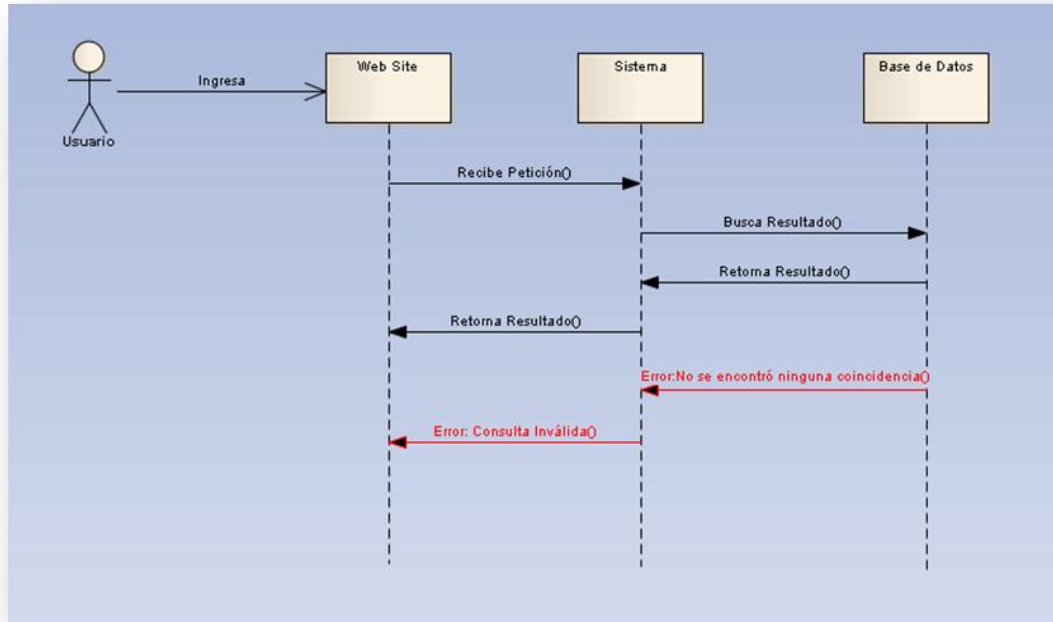 Web Site
Sistema
Base de Datos
Ingresa
Usuario
Recibe Petición()
Busca Resultado()
Retorna Resultado()
Retorna Resultado()
Error:No se encontró ninguna coincidencia()
Error: Consulta Inválida()